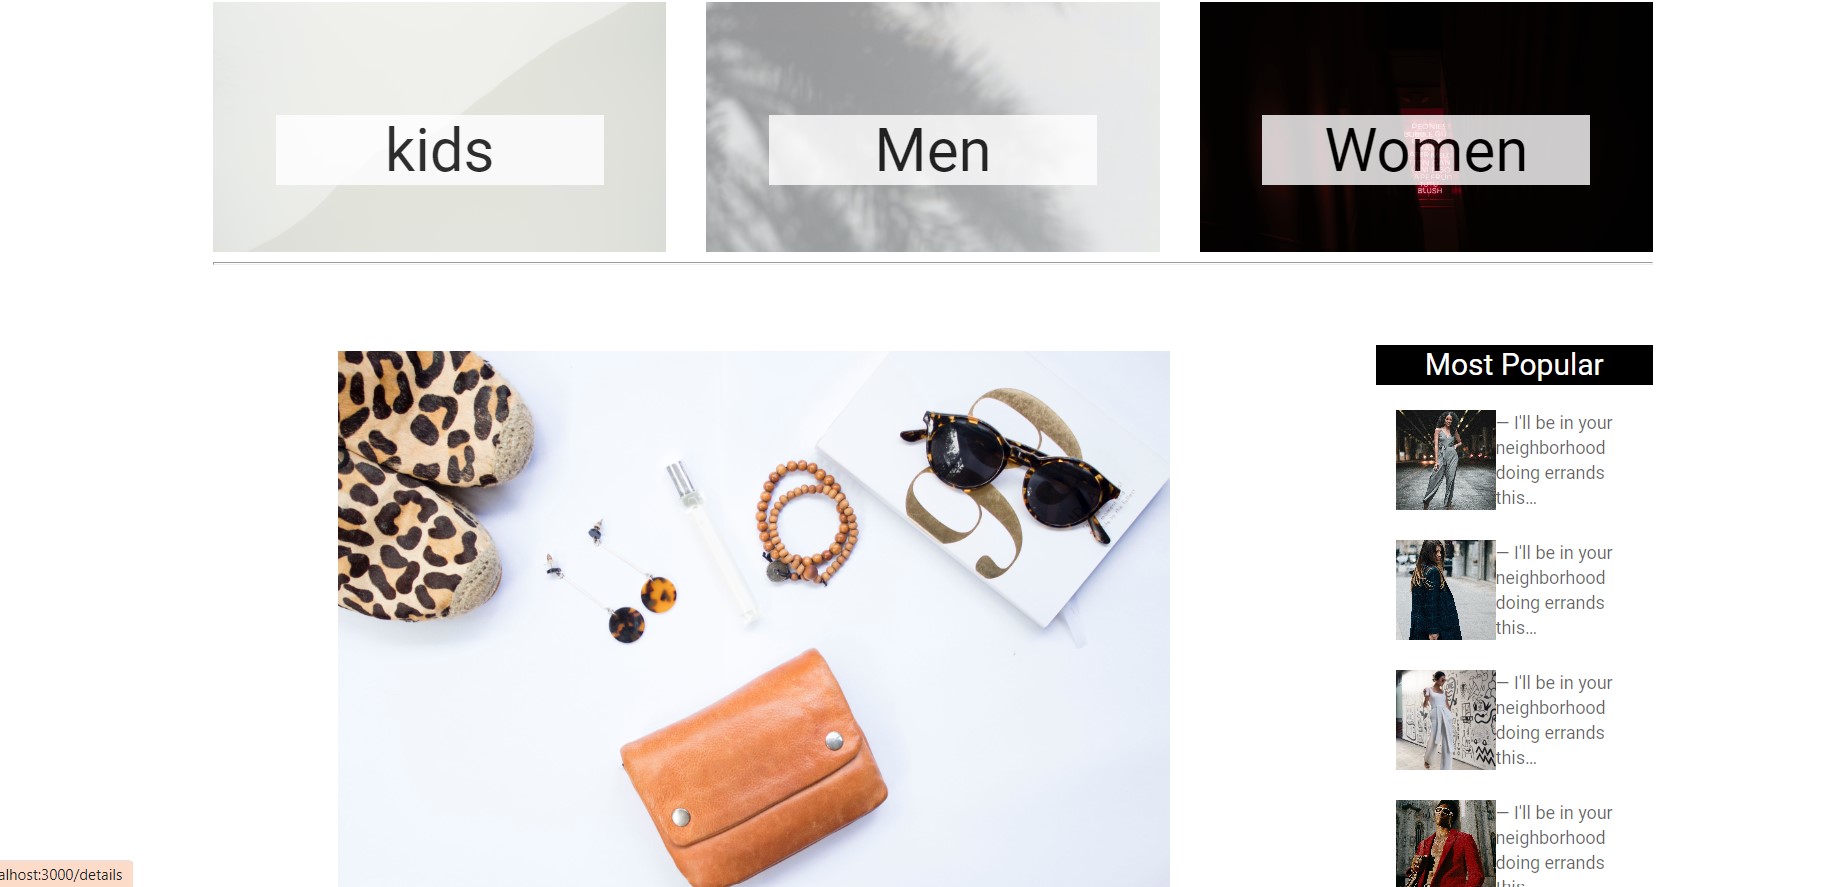 kids
Men
Women
BLUSH
Most Popular
— I'll be in your
neighborhood
doing errands
this...
— I'll be in your
neighborhood
doing errands
this...
— I'll be in your
neighborhood
doing errands
this...
— I'll be in your
neighborhood
doing errands
this...
alhost:3000/details